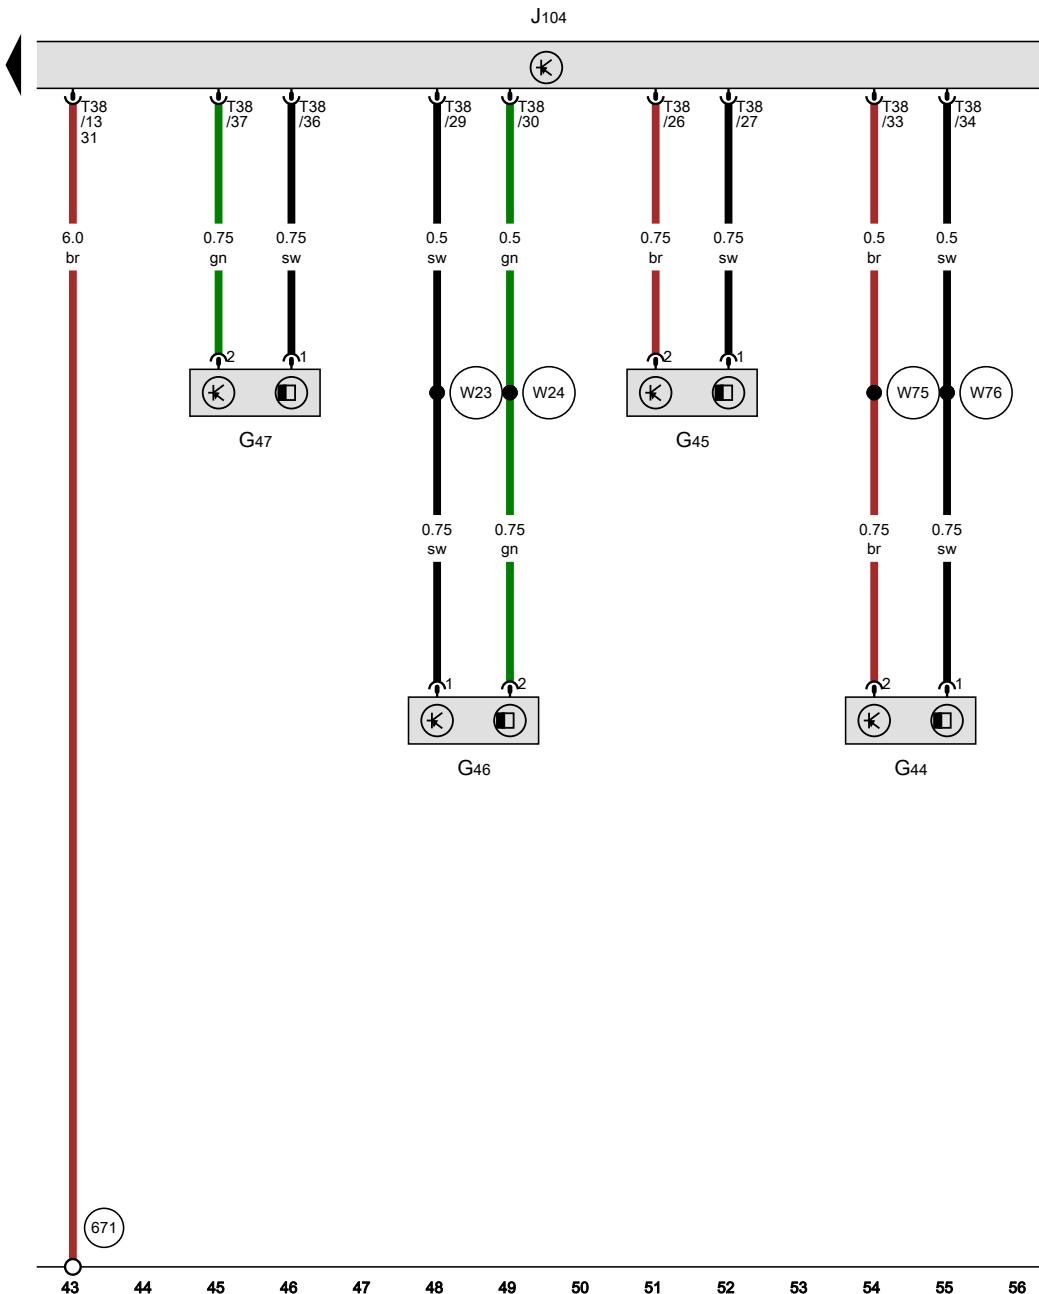 J104
T38 T38 T38 T38 T38 T38 T38 T38 T38
/13 /37 /36 /29 /30 /26 /27 /33 /34
31
6.0 0.75 0.75 0.5 0.5 0.75 0.75 0.5 0.5
br gn sw sw gn br sw br sw
2 1 2 1
W23 W24 W75 W76
G47 G45
0.75 0.75 0.75 0.75
sw gn br sw
1 2 2 1
G46 G44
671
43 44 45 46 47 48 49 50 51 52 53 54 55 56